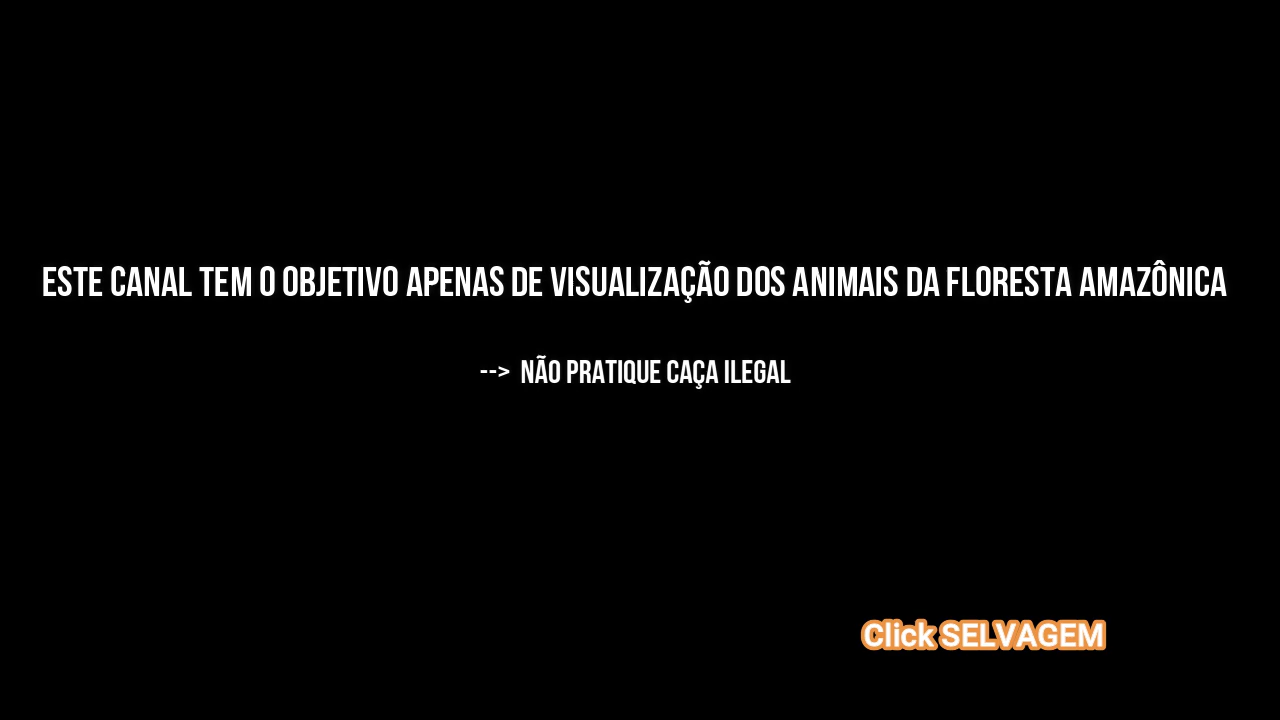 ESTE CANAL TEM O OBJETIVO APENAS DE VISUALIZAÇÃO DOS ANIMAIS DA FLORESTA AMAZÔNICA
--> NÃO PRATIQUE CAÇA ILEGAL
Click SELVAGEM